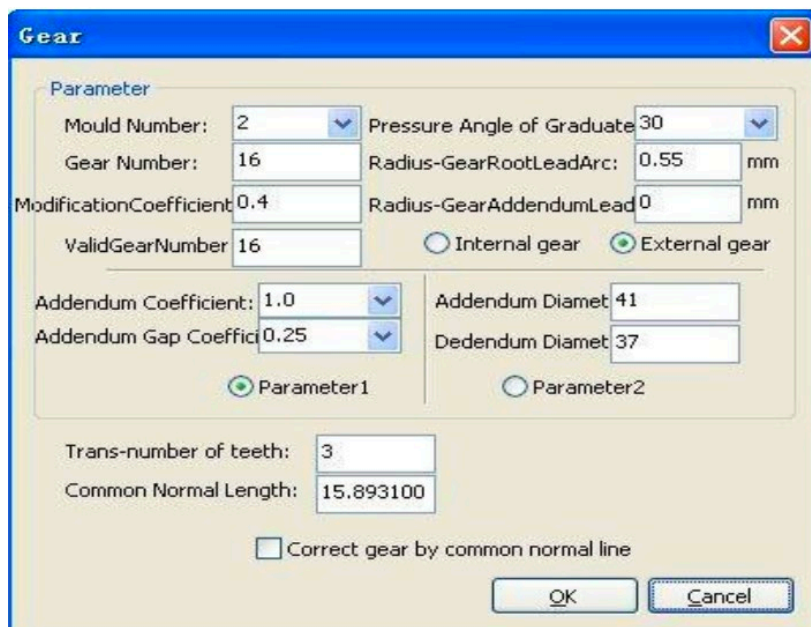 Gear
Parameter
Mould Number: 2 Pressure Angle of Graduate 30
Gear Number: 16 Radius-GearRootLeadArc: 0.55 mm
ModificationCoefficient 0.4 Radius-GearAddendumLead 0 mm
ValidGearNumber 16 Internal gear External gear
Addendum Coefficient: 1.0 Addendum Diamet 41
Addendum Gap Coeffici 0.25 Dedendum Diamet 37
Parameter1 Parameter2
Trans-number of teeth: 3
Common Normal Length: 15.893100
Correct gear by common normal line
OK Cancel